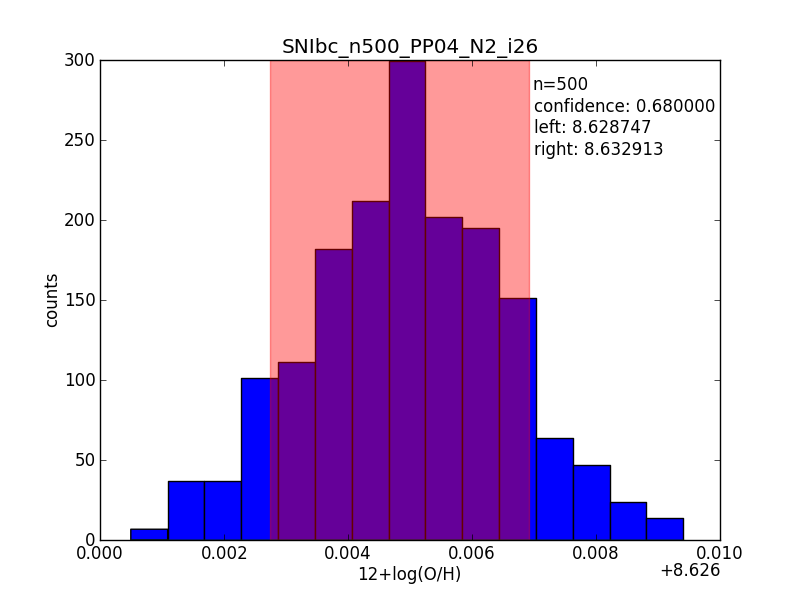 SNIbc_n500_PP04_N2_i26
n=500
confidence: 0.680000
left: 8.628747
right: 8.632913
counts
300
250
200
150
100
50
0
0.000 0.002 0.004 0.006 0.008 0.010
+8.626
12+log(O/H)